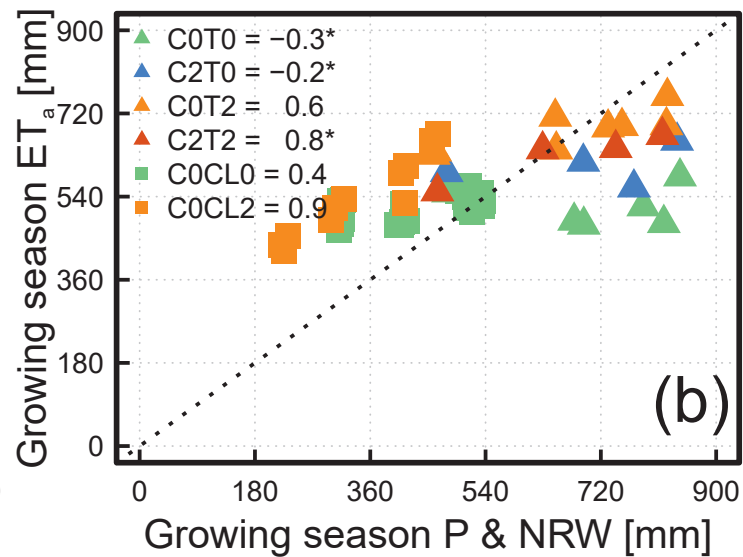 Growing season ETa [mm]
900
720
540
360
180
0
C0T0 = −0.3*
C2T0 = −0.2*
C0T2 = 0.6
C2T2 = 0.8*
C0CL0 = 0.4
C0CL2 = 0.9
(b)
0 180 360 540 720 900
Growing season P & NRW [mm]